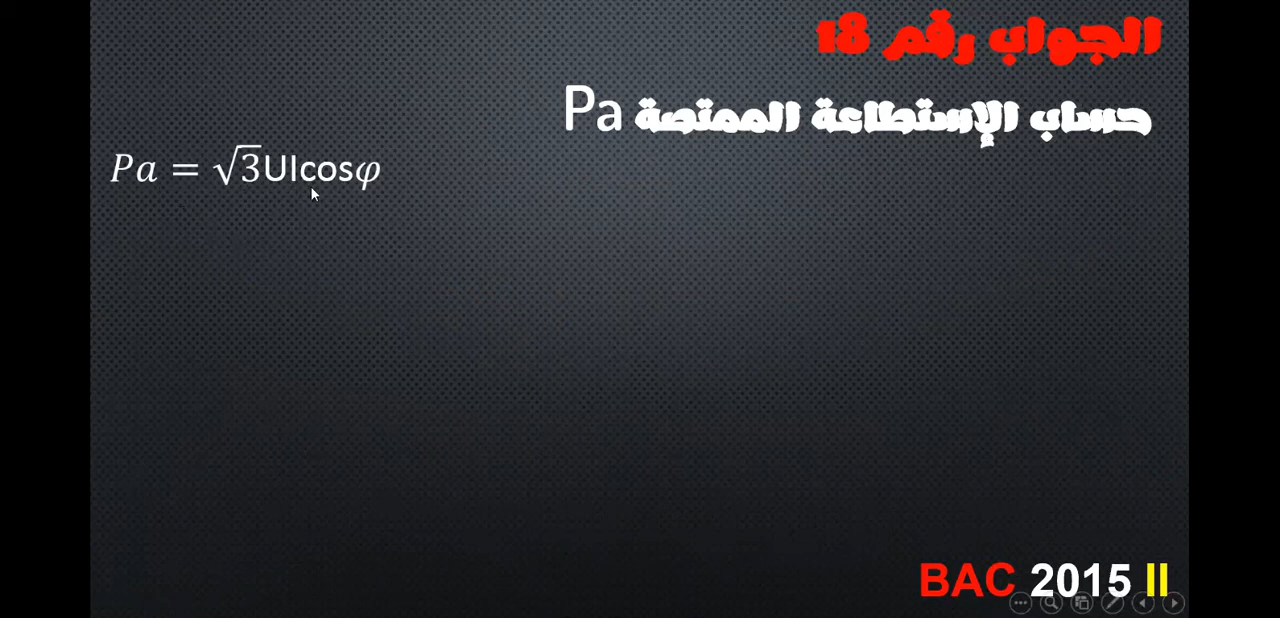 الجواب رقم 18
حساب الإستطاعة الممتصة Pa
Pa = √3UIcosφ
BAC 2015 II